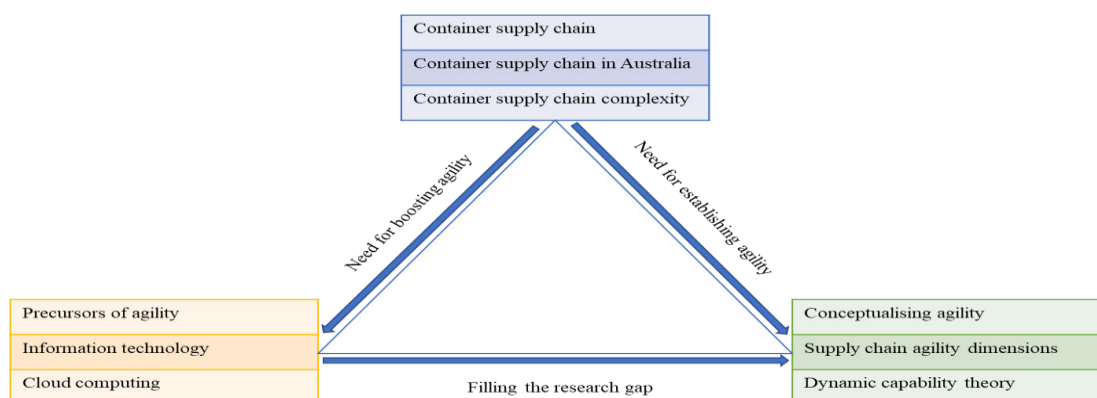 Container supply chain
Container supply chain in Australia
Container supply chain complexity
Need for boosting agility
Need for establishing agility
Precursors of agility
Information technology
Cloud computing
Conceptualising agility
Supply chain agility dimensions
Dynamic capability theory
Filling the research gap